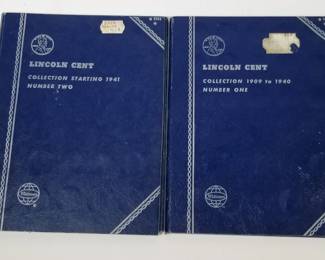 LINCOLN CENT
COLLECTION STARTING 1941
NUMBER TWO
LINCOLN CENT
COLLECTION 1909 to 1940
NUMBER ONE